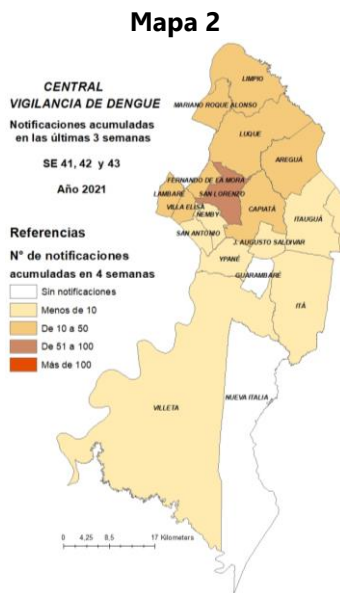 Mapa 2
CENTRAL
VIGILANCIA DE DENGUE
Notificaciones acumuladas
en las últimas 3 semanas
SE 41, 42 y 43
Año 2021
Referencias
N° de notificaciones
acumuladas en 4 semanas
Sin notificaciones
Menos de 10
De 10 a 50
De 51 a 100
Más de 100
LIMPIO
MARIANO ROQUE ALONSO
LUQUE
AREGUÁ
FERNANDO DE LA MORA
LAMBARÉ
SAN LORENZO
VILLA ELISA
CAPIATÁ
ITAUGUÁ
ÑEMBY
SAN ANTONIO
J. AUGUSTO SALDIVAR
YPANÉ
GUARAMBARÉ
ITÁ
NUEVA ITALIA
VILLETA
0 4,25 8,5 17 Kilometers